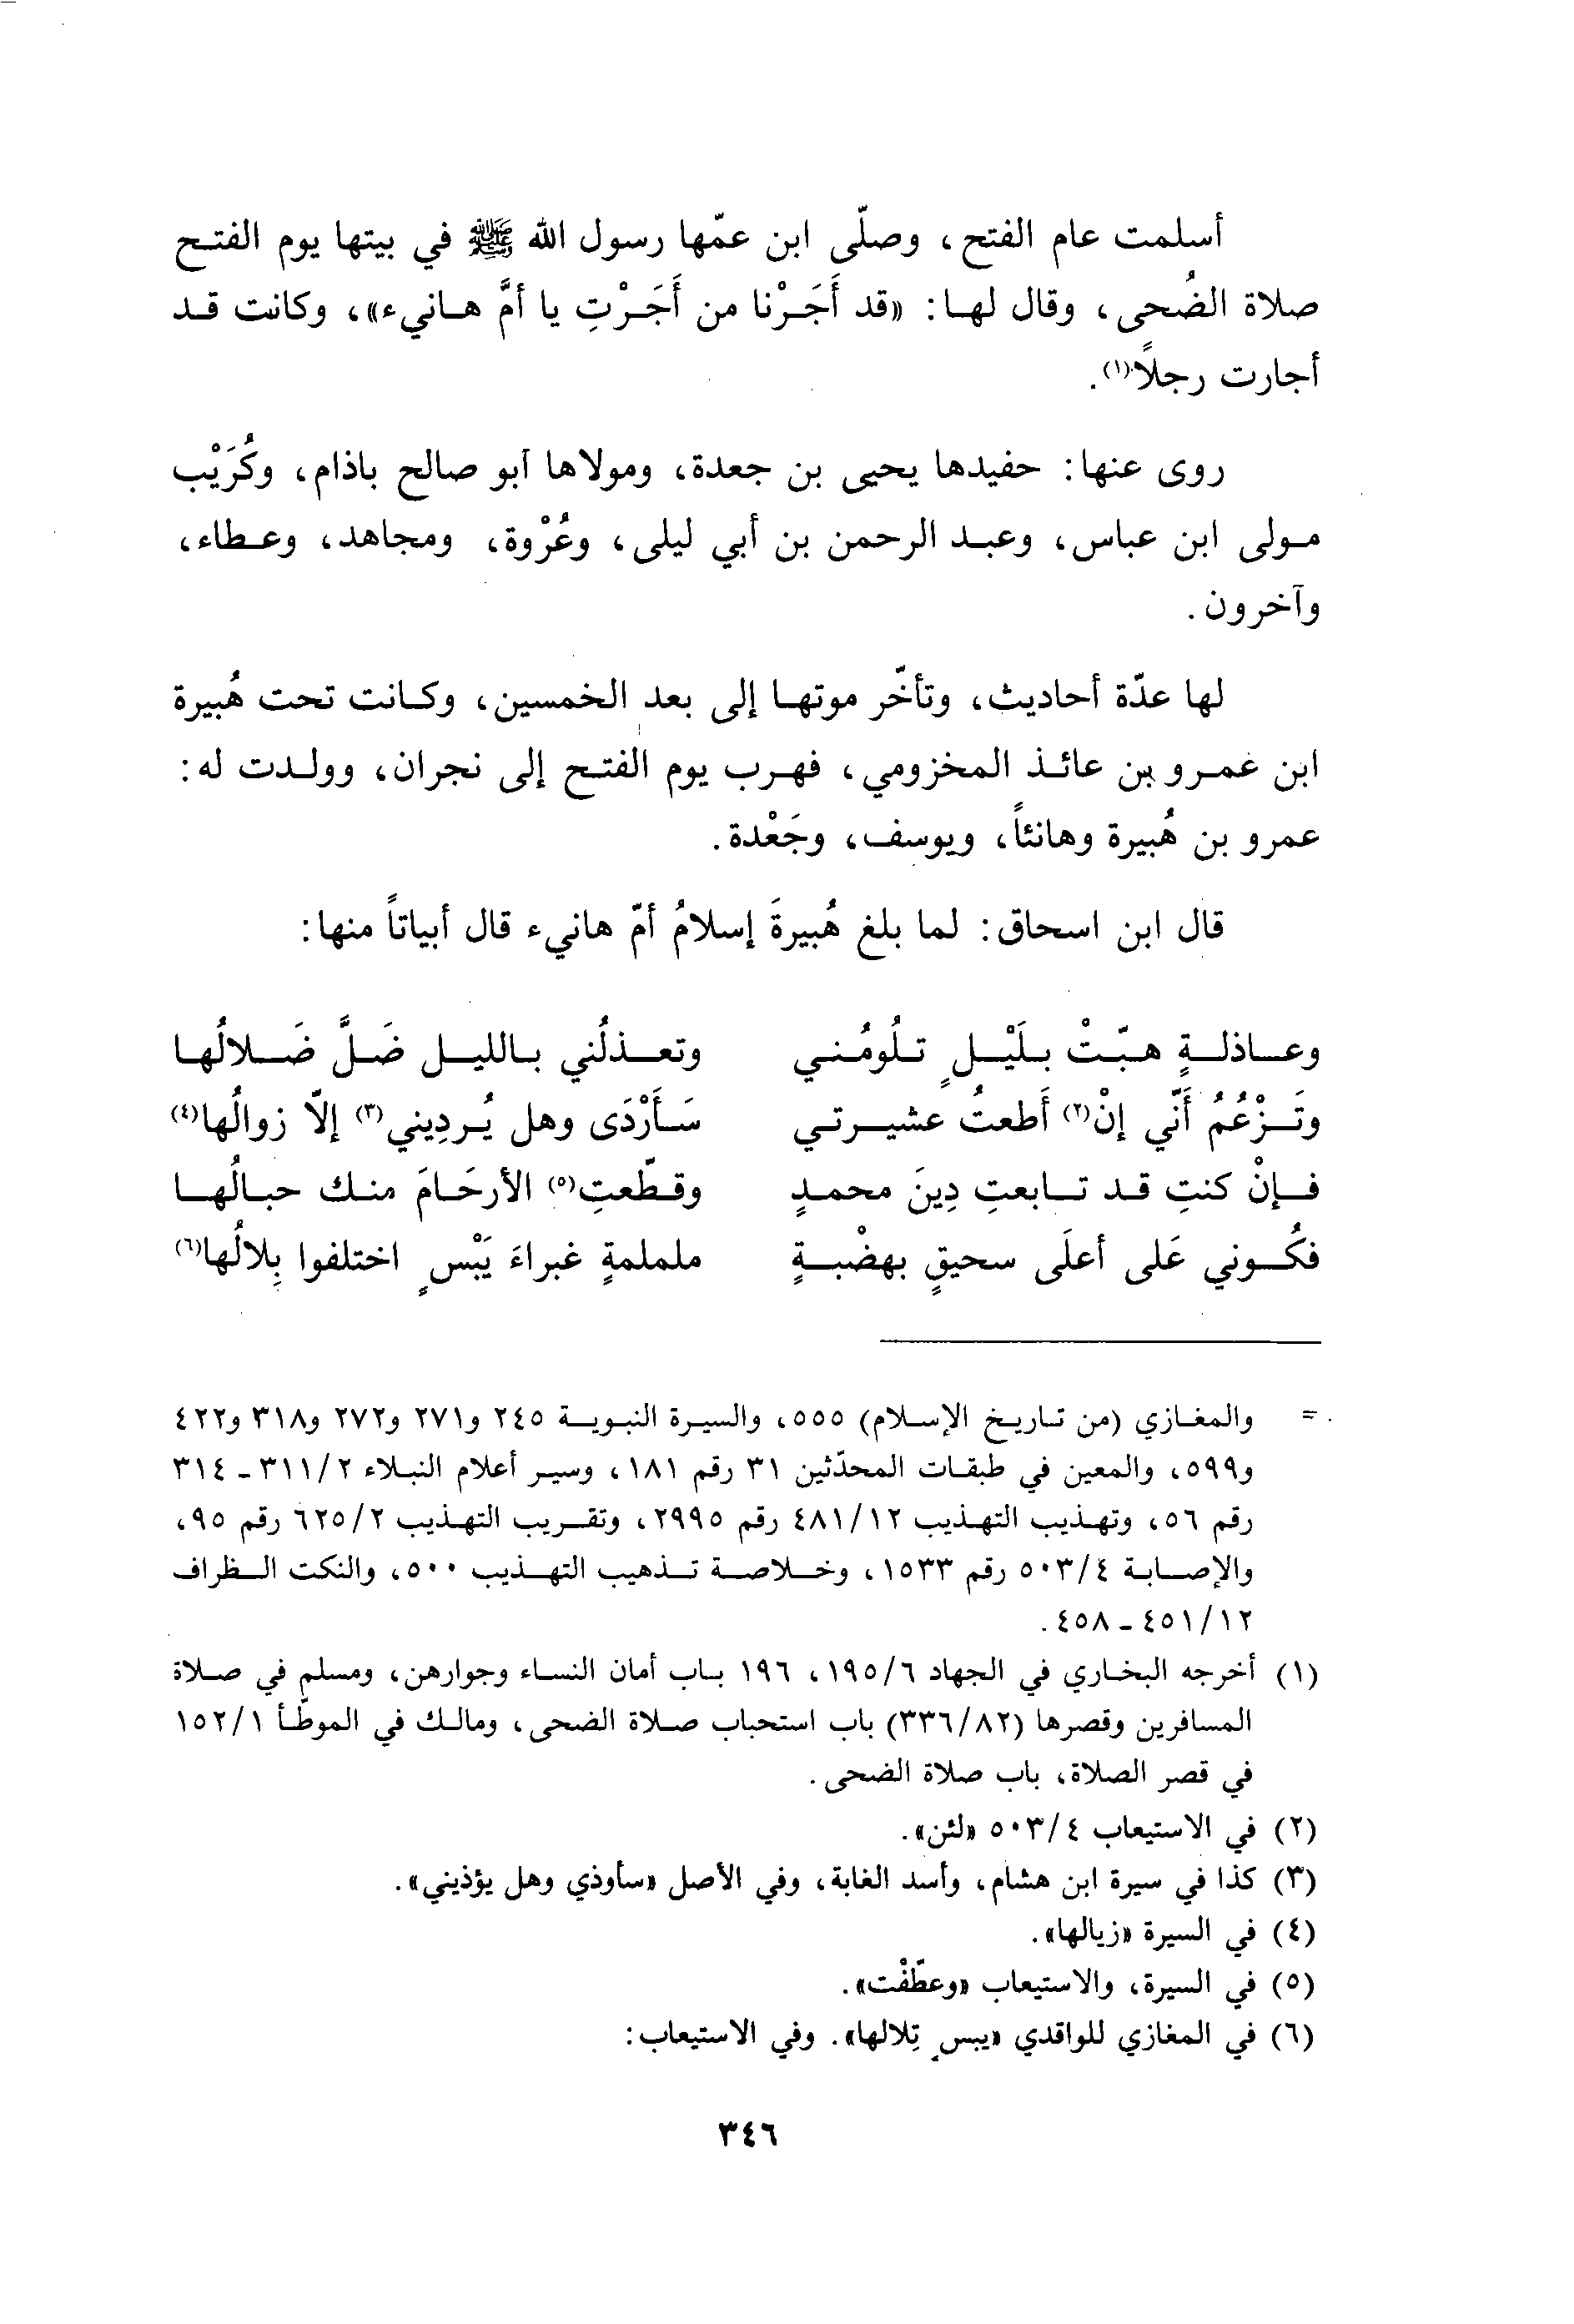 أسلمت عام الفتح، وصلّى ابن عمّها رسول الله ﷺ في بيتها يوم الفتح
صلاة الضُحى، وقال لها: «قد أَجَرْنا من أَجَرْتِ يا أمَّ هانيء»، وكانت قد
أجارت رجلاً(١).
روى عنها: حفيدها يحيى بن جعدة، ومولاها أبو صالح باذام، وكُرَيْب
مولى ابن عباس، وعبد الرحمن بن أبي ليلى، وعُرْوة، ومجاهد، وعطاء،
وآخرون.
لها عدّة أحاديث، وتأخّر موتها إلى بعد الخمسين، وكانت تحت هُبيرة
ابن عمرو بن عائذ المخزومي، فهرب يوم الفتح إلى نجران، وولدت له:
عمرو بن هُبيرة وهانئاً، ويوسف، وجَعْدة.
قال ابن اسحاق: لما بلغ هُبيرةَ إسلامُ أمّ هانيء قال أبياتاً منها:
وعاذلةٍ هبّتْ بلَيْلٍ تلُومُني وتعذلُني بالليل ضَلَّ ضَلالُها
وتَزْعُمُ أَنّي إنْ(٢) أَطعتُ عشيرتي سَأَرْدَى وهل يُردِيني(٣) إلاّ زوالُها(٤)
فإنْ كنتِ قد تابعتِ دِينَ محمدٍ وقطّعتِ(٥) الأرحَامَ منك حبالُها
فكُوني عَلى أعلَى سحيقٍ بهضْبةٍ ململمةٍ غبراءَ يَبْسٍ اختلفوا بِلالُها(٦)
= والمغازي (من تاريخ الإسلام) ٥٥٥، والسيرة النبوية ٢٤٥ و٢٧١ و٢٧٢ و٣١٨ و٤٢٢
و٥٩٩، والمعين في طبقات المحدّثين ٣١ رقم ١٨١، وسير أعلام النبلاء ٢/ ٣١١ - ٣١٤
رقم ٥٦، وتهذيب التهذيب ١٢/ ٤٨١ رقم ٢٩٩٥، وتقريب التهذيب ٢/ ٦٢٥ رقم ٩٥،
والإصابة ٤/ ٥٠٣ رقم ١٥٣٣، وخلاصة تذهيب التهذيب ٥٠٠، والنكت الظراف
١٢/ ٤٥١ - ٤٥٨.
(١) أخرجه البخاري في الجهاد ٦/ ١٩٥، ١٩٦ باب أمان النساء وجوارهن، ومسلم في صلاة
المسافرين وقصرها (٨٢/ ٣٣٦) باب استحباب صلاة الضحى، ومالك في الموطّأ ١/ ١٥٢
في قصر الصلاة، باب صلاة الضحى.
(٢) في الاستيعاب ٤/ ٥٠٣ «لئن».
(٣) كذا في سيرة ابن هشام، وأسد الغابة، وفي الأصل «سأوذي وهل يؤذيني».
(٤) في السيرة «زيالها».
(٥) في السيرة، والاستيعاب «وعطّفْت».
(٦) في المغازي للواقدي «يبسٍ تِلالها». وفي الاستيعاب:
٣٤٦